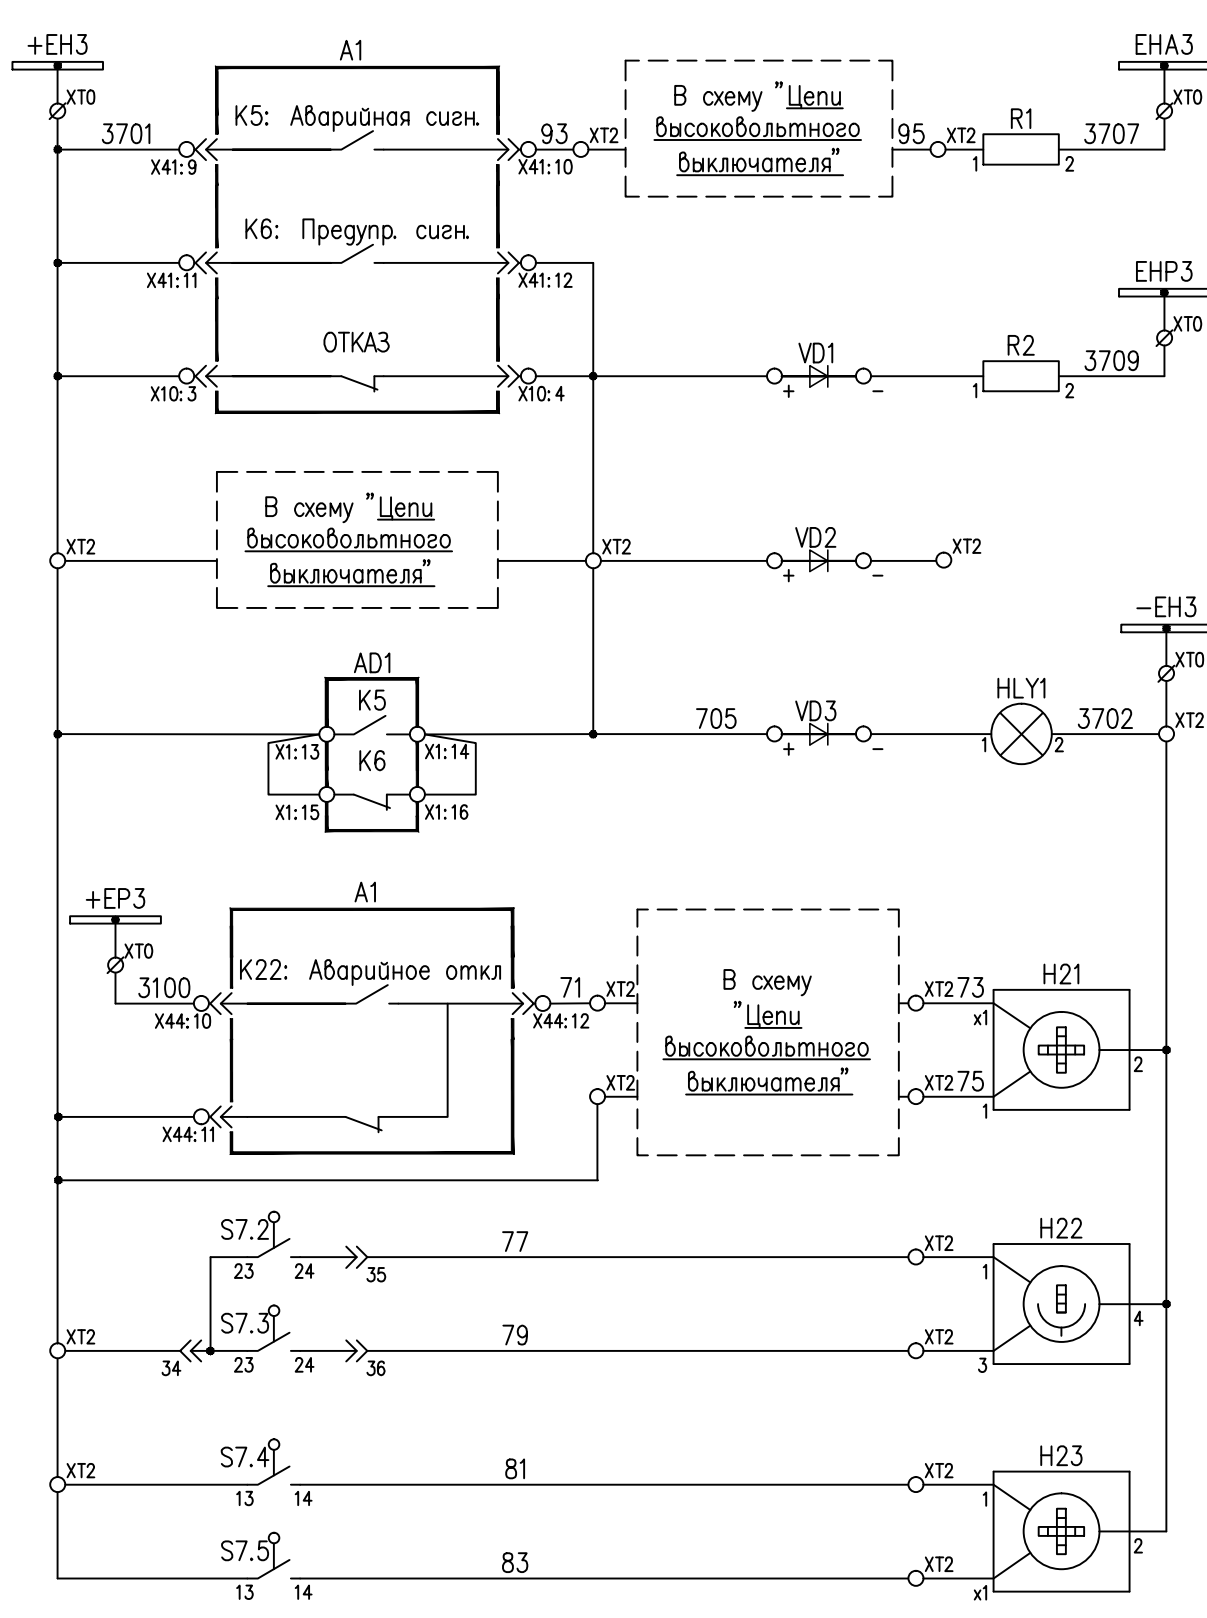 +EH3
A1
EHA3
XT0
K5: Аварийная сигн.
В схему "Цепи
высоковольтного
выключателя"
XT0
3701
93
XT2
95
XT2
R1
3707
X41:9
X41:10
1
2
K6: Предупр. сигн.
X41:11
X41:12
EHP3
XT0
ОТКАЗ
VD1
R2
3709
X10:3
X10:4
+
−
1
2
В схему "Цепи
высоковольтного
выключателя"
XT2
XT2
VD2
XT2
+
−
−EH3
XT0
AD1
K5
705
VD3
HLY1
3702
XT2
X1:13
X1:14
+
−
1
2
K6
X1:15
X1:16
+EP3
A1
XT0
K22: Аварийное откл
3100
X44:10
71
XT2
X44:12
В схему
"Цепи
высоковольтного
выключателя"
XT2
73
H21
x1
2
XT2
XT2
75
1
X44:11
S7.2
77
XT2
H22
23
24
35
1
4
XT2
S7.3
79
XT2
34
23
24
36
3
XT2
S7.4
81
XT2
H23
13
14
1
2
S7.5
83
XT2
13
14
x1